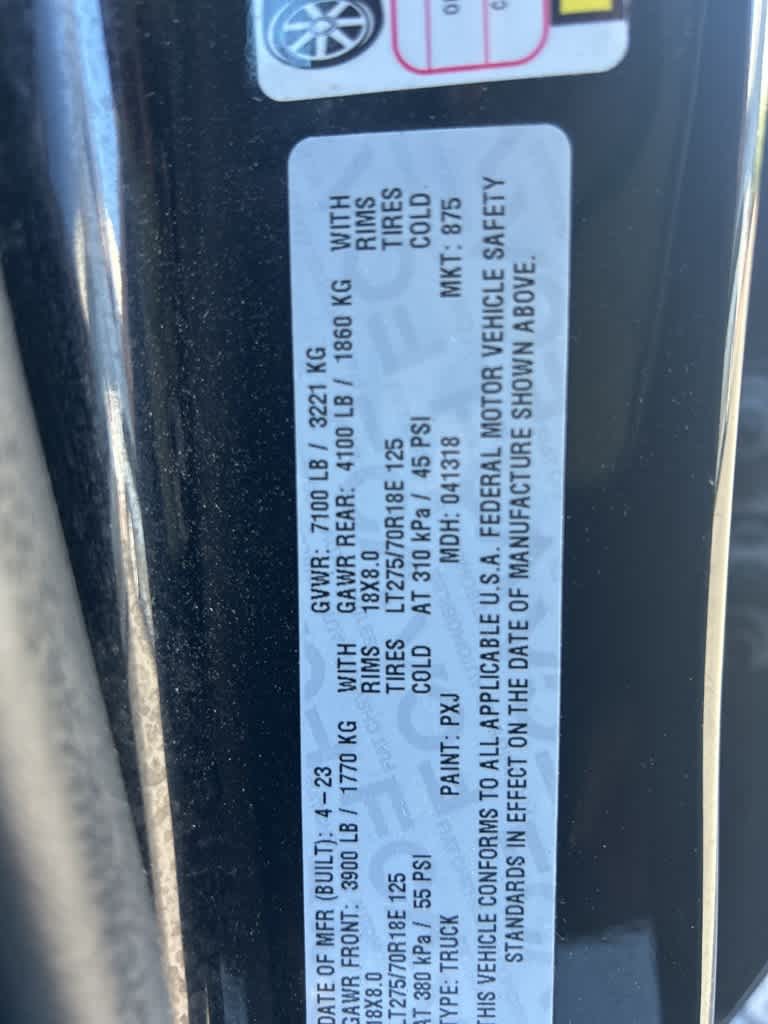 DATE OF MFR (BUILT): 4-23 GVWR: 7100 LB / 3221 KG
GAWR FRONT: 3900 LB / 1770 KG WITH GAWR REAR: 4100 LB / 1860 KG WITH
18X8.0 RIMS 18X8.0 RIMS
LT275/70R18E 125 TIRES LT275/70R18E 125 TIRES
AT 380 kPa / 55 PSI COLD AT 310 kPa / 45 PSI COLD
TYPE: TRUCK PAINT: PXJ MDH: 041318 MKT: 875
THIS VEHICLE CONFORMS TO ALL APPLICABLE U.S.A. FEDERAL MOTOR VEHICLE SAFETY
STANDARDS IN EFFECT ON THE DATE OF MANUFACTURE SHOWN ABOVE.